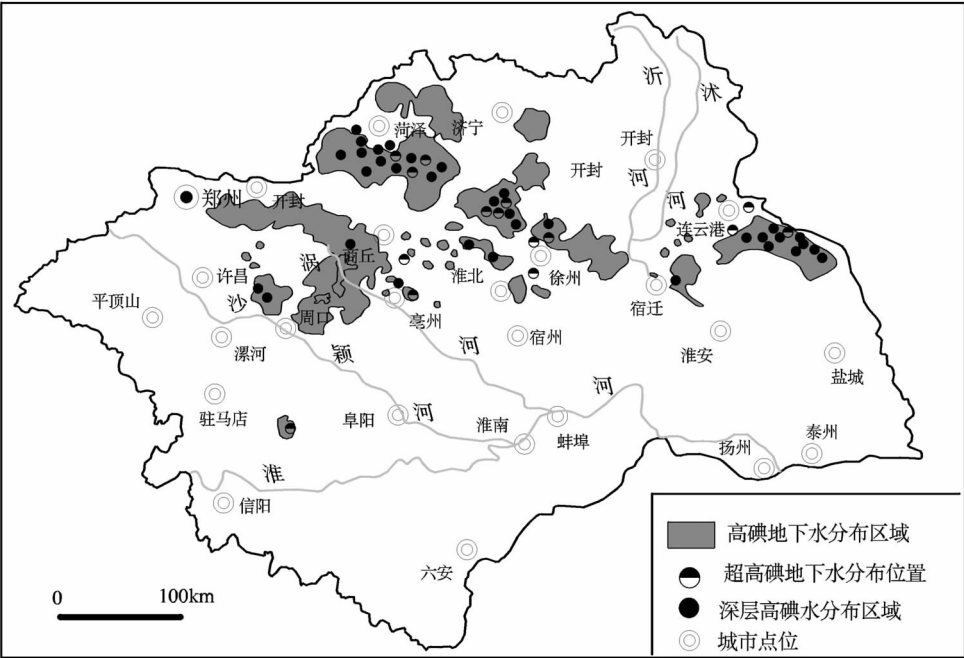 沂
沭
菏泽
济宁
开封
开封
河
郑州
开封
河
连云港
商丘
涡
许昌
淮北
徐州
沙
宿迁
平顶山
周口
亳州
漯河
颍
河
宿州
淮安
盐城
河
驻马店
阜阳
河
淮南
蚌埠
扬州
泰州
淮
信阳
六安
高碘地下水分布区域
超高碘地下水分布位置
深层高碘水分布区域
城市点位
0 100km